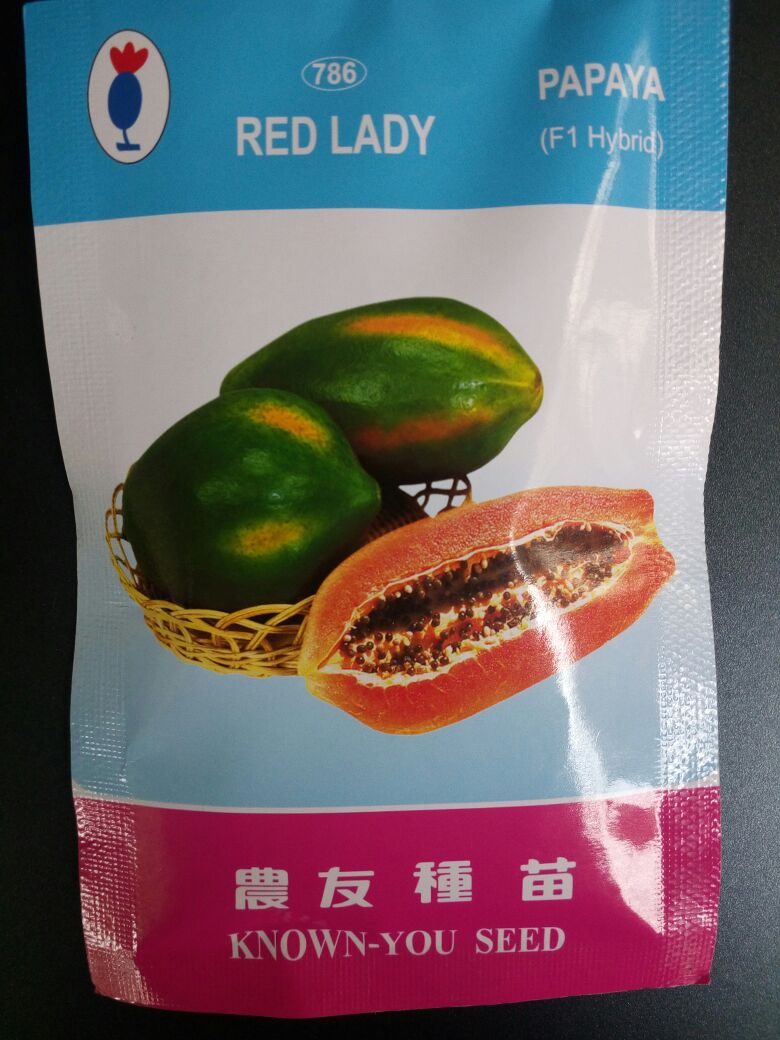 786
RED LADY
PAPAYA
(F1 Hybrid)
農友種苗
KNOWN-YOU SEED